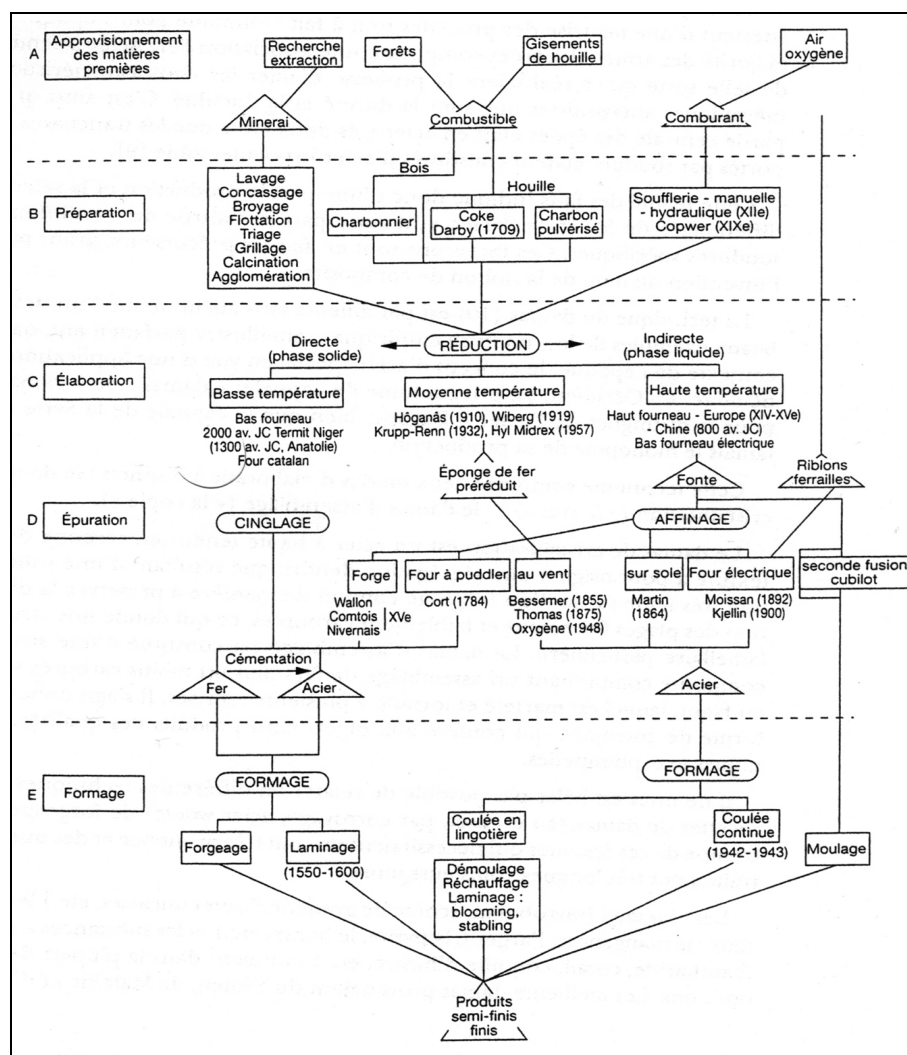 A
Approvisionnement
des matières
premières
Recherche
extraction
Forêts
Gisements
de houille
Air
oxygène
Minerai
Combustible
Comburant
Bois
Houille
B
Préparation
Lavage
Concassage
Broyage
Flottation
Triage
Grillage
Calcination
Agglomération
Charbonnier
Coke
Darby (1709)
Charbon
pulvérisé
Soufflerie - manuelle
- hydraulique (XIIe)
Copwer (XIXe)
Directe
(phase solide)
RÉDUCTION
Indirecte
(phase liquide)
C
Élaboration
Basse température
Moyenne température
Haute température
Bas fourneau
2000 av. JC Termit Niger
(1300 av. JC, Anatolie)
Four catalan
Hôganâs (1910), Wiberg (1919)
Krupp-Renn (1932), Hyl Midrex (1957)
Haut fourneau - Europe (XIV-XVe)
- Chine (800 av. JC)
Bas fourneau électrique
Éponge de fer
préréduit
Fonte
Riblons
ferrailles
D
Épuration
CINGLAGE
AFFINAGE
Forge
Four à puddler
au vent
sur sole
Four électrique
seconde fusion
cubilot
Wallon
Comtois
Nivernais
XVe
Cort (1784)
Bessemer (1855)
Thomas (1875)
Oxygène (1948)
Martin
(1864)
Moisan (1892)
Kjellin (1900)
Cémentation
Fer
Acier
Acier
E
Formage
FORMAGE
FORMAGE
Forgeage
Laminage
(1550-1600)
Coulée en
lingotière
Coulée
continue
(1942-1943)
Moulage
Démoulage
Réchauffage
Laminage :
blooming,
stabling
Produits
semi-finis
finis